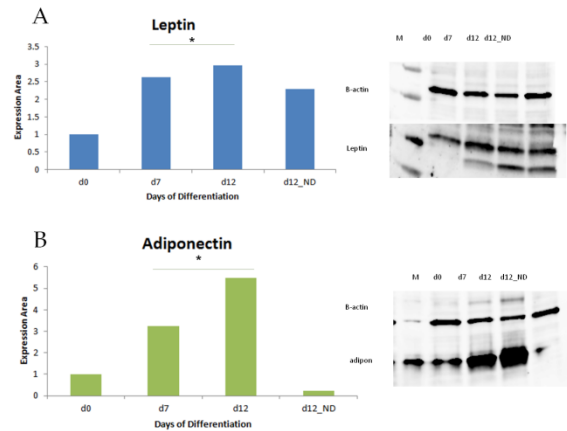 A
Leptin
Expression Area
3.5
3
2.5
2
1.5
1
0.5
0
d0 d7 d12 d12_ND
Days of Differentiation
M d0 d7 d12 d12_ND
B-actin
Leptin
*
B
Adiponectin
Expression Area
6
5
4
3
2
1
0
d0 d7 d12 d12_ND
Days of Differentiation
M d0 d7 d12 d12_ND
B-actin
adipon
*